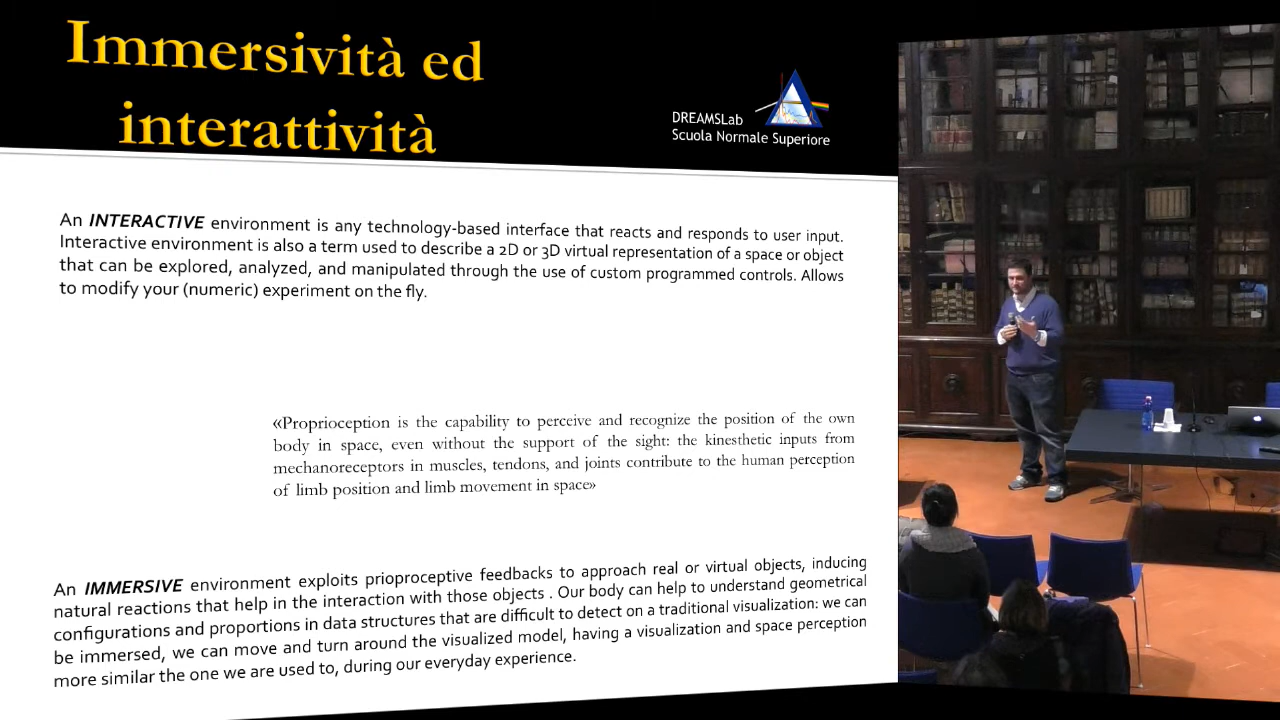 Immersività ed
interattività
DREAMSLab
Scuola Normale Superiore
An INTERACTIVE environment is any technology-based interface that reacts and responds to user input.
Interactive environment is also a term used to describe a 2D or 3D virtual representation of a space or object
that can be explored, analyzed, and manipulated through the use of custom programmed controls. Allows
to modify your (numeric) experiment on the fly.
«Proprioception is the capability to perceive and recognize the position of the own
body in space, even without the support of the sight: the kinesthetic inputs from
mechanoreceptors in muscles, tendons, and joints contribute to the human perception
of limb position and limb movement in space»
An IMMERSIVE environment exploits prioproceptive feedbacks to approach real or virtual objects, inducing
natural reactions that help in the interaction with those objects . Our body can help to understand geometrical
configurations and proportions in data structures that are difficult to detect on a traditional visualization: we can
be immersed, we can move and turn around the visualized model, having a visualization and space perception
more similar the one we are used to, during our everyday experience.